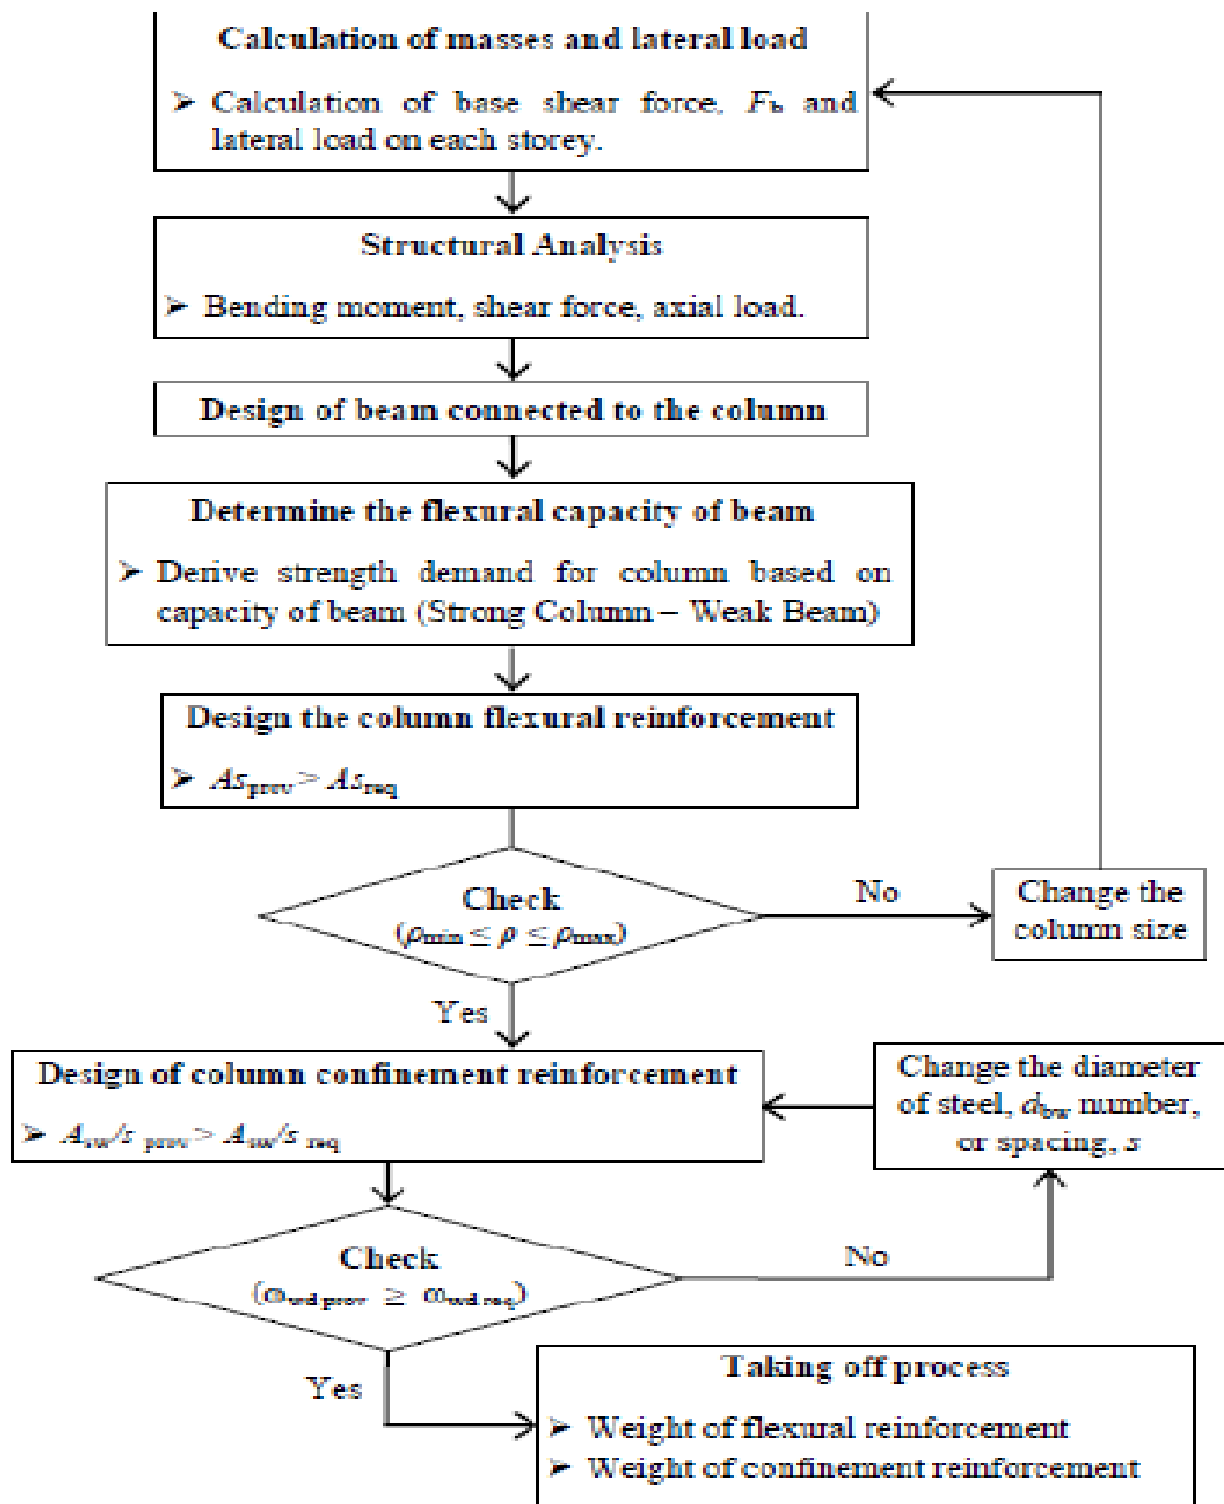 Calculation of masses and lateral load
➢ Calculation of base shear force, Fb and
lateral load on each storey.
Structural Analysis
➢ Bending moment, shear force, axial load.
Design of beam connected to the column
Determine the flexural capacity of beam
➢ Derive strength demand for column based on
capacity of beam (Strong Column – Weak Beam)
Design the column flexural reinforcement
➢ Asprov > Asreq
Check
(ρmin ≤ ρ ≤ ρmax)
No
Change the
column size
Yes
Design of column confinement reinforcement
➢ Asw/s prov > Asw/s req
Change the diameter
of steel, dbw number,
or spacing, s
Check
(ωwd.prov ≥ ωwd.req)
No
Yes
Taking off process
➢ Weight of flexural reinforcement
➢ Weight of confinement reinforcement